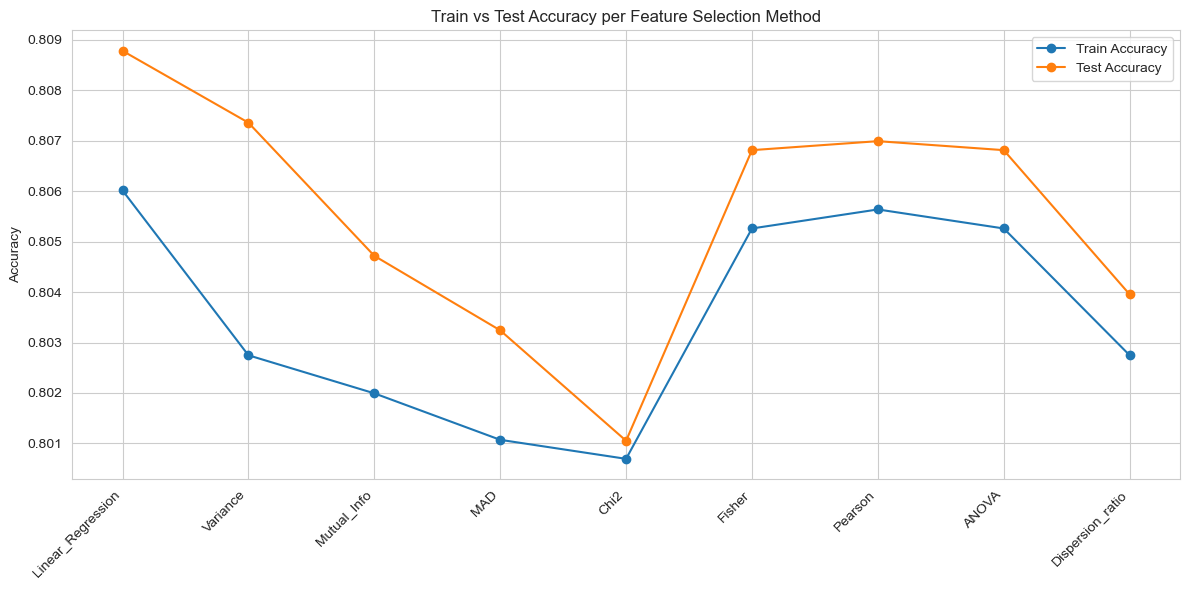 Train vs Test Accuracy per Feature Selection Method
Train Accuracy
Test Accuracy
Accuracy
0.809
0.808
0.807
0.806
0.805
0.804
0.803
0.802
0.801
Linear_Regression
Variance
Mutual_Info
MAD
Chi2
Fisher
Pearson
ANOVA
Dispersion_ratio